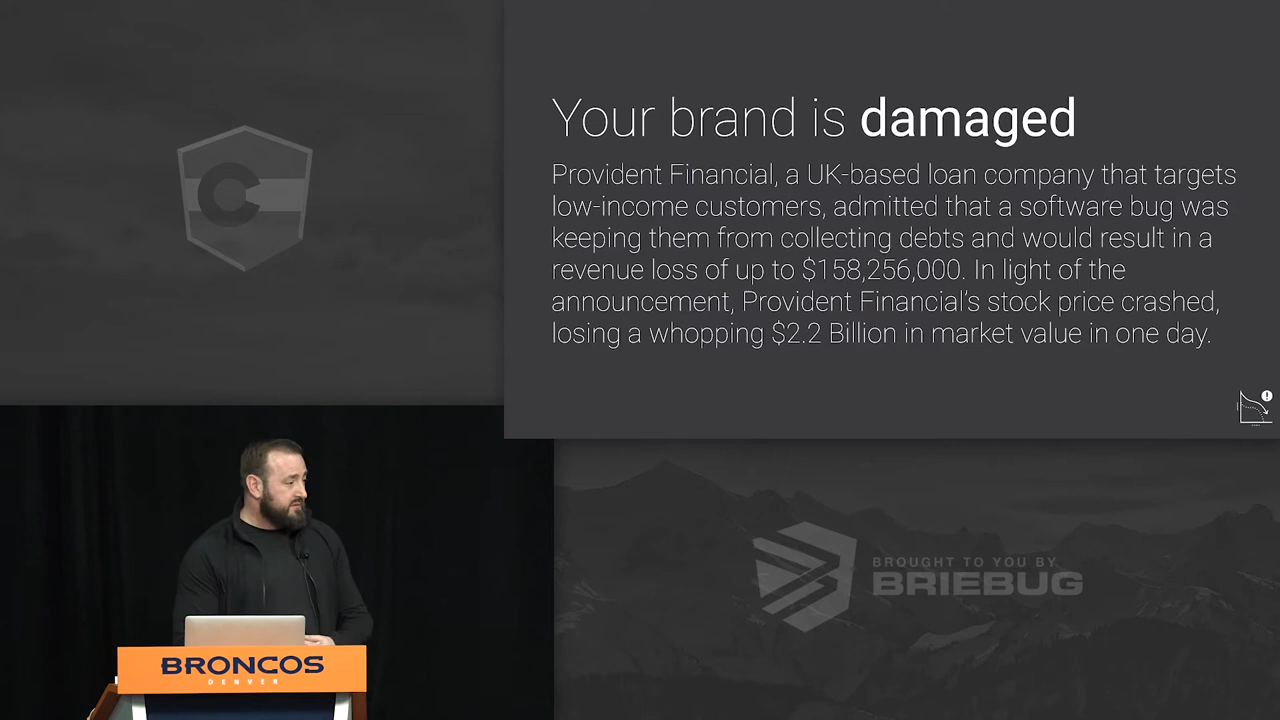 Your brand is damaged
Provident Financial, a UK-based loan company that targets
low-income customers, admitted that a software bug was
keeping them from collecting debts and would result in a
revenue loss of up to $158,256,000. In light of the
announcement, Provident Financial's stock price crashed,
losing a whopping $2.2 Billion in market value in one day.
BROUGHT TO YOU BY
BRIEBUG
BRONCOS
DENVER